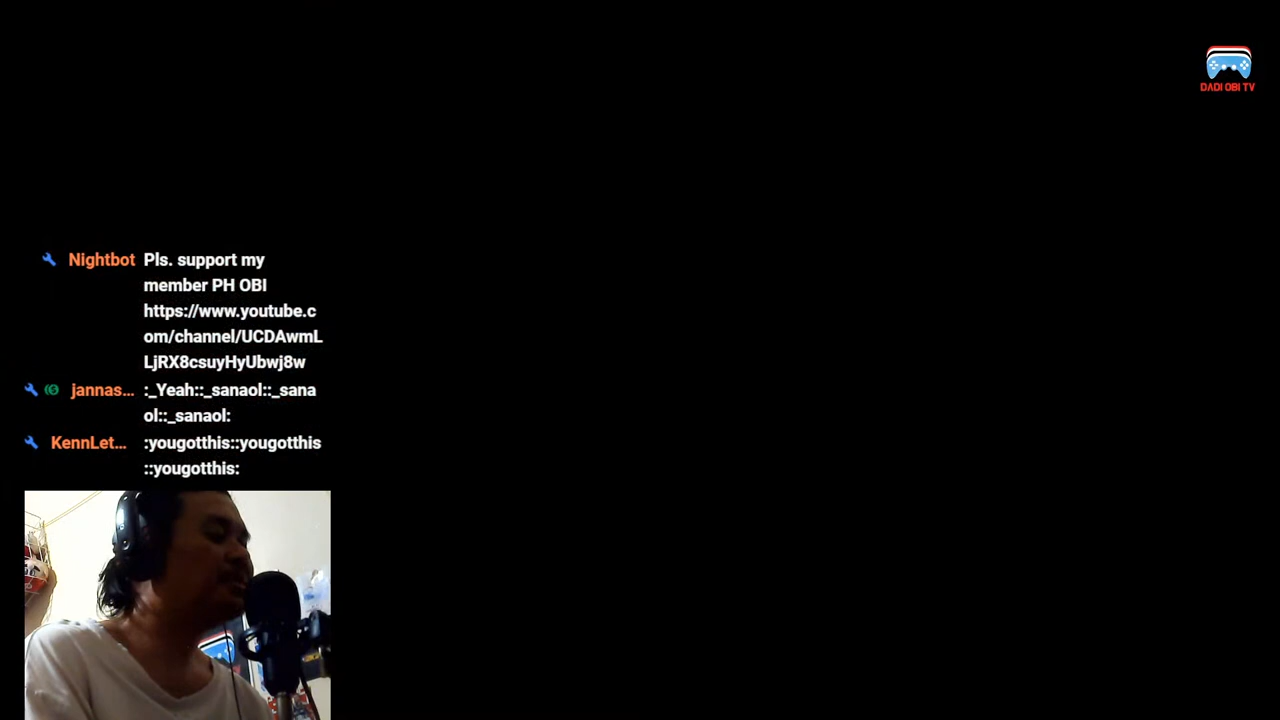 DADI OBI TV
Nightbot Pls. support my
member PH OBI
https://www.youtube.c
om/channel/UCDAwmL
LjRX8csuyHyUbwj8w
jannas... :_Yeah::_sanaol::_sana
ol::_sanaol:
KennLet... :yougotthis::yougotthis
::yougotthis: